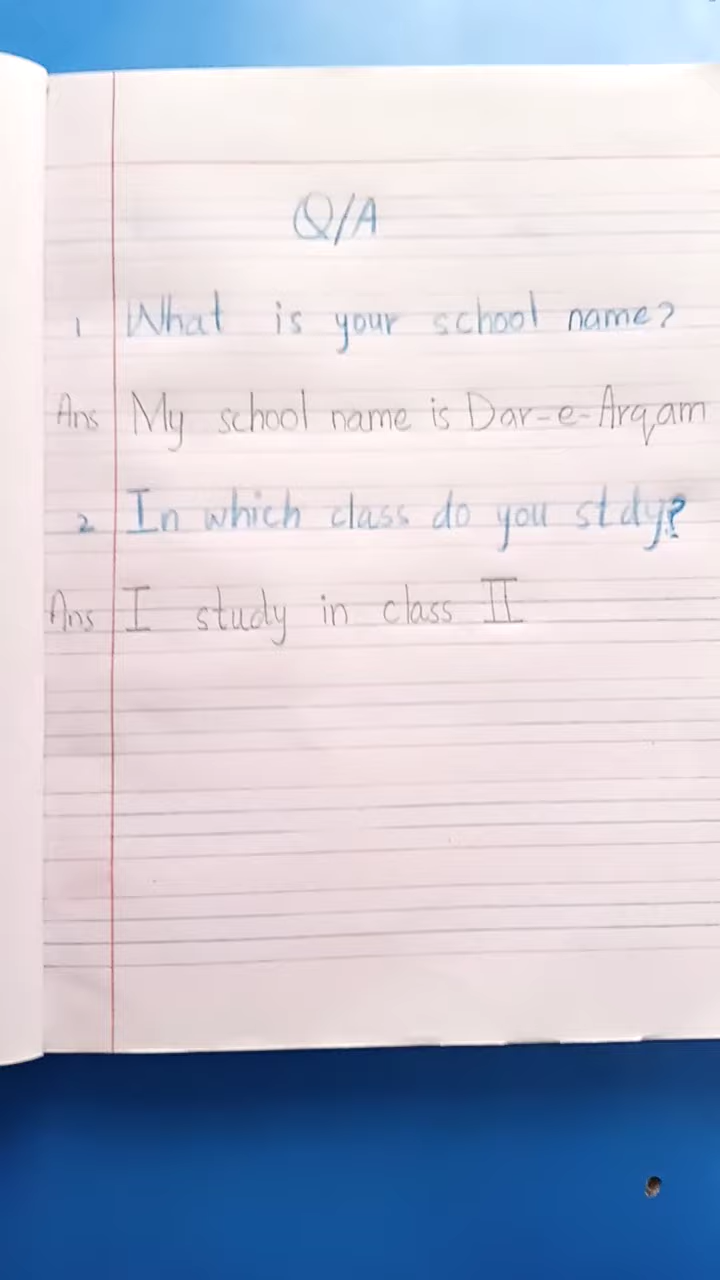 Q/A
1 What is your school name?
Ans My school name is Dar-e-Arqam
2 In which class do you stdy?
Ans I study in class II